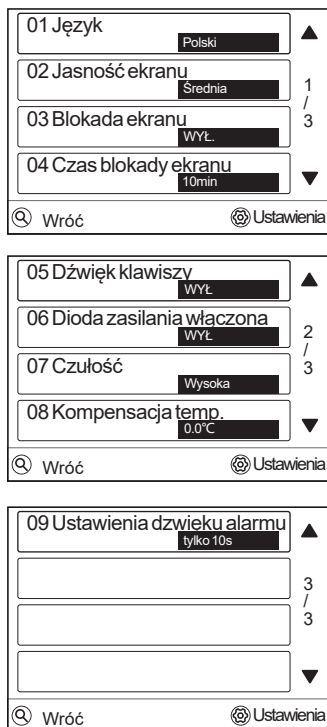 01 Język
Polski
02 Jasność ekranu
Średnia
03 Blokada ekranu
WYŁ.
04 Czas blokady ekranu
10min
1
/
3
Wróć
Ustawienia
05 Dźwięk klawiszy
WYŁ
06 Dioda zasilania włączona
WYŁ
07 Czułość
Wysoka
08 Kompensacja temp.
0.0°C
2
/
3
Wróć
Ustawienia
09 Ustawienia dzwieku alarmu
tylko 10s
3
/
3
Wróć
Ustawienia